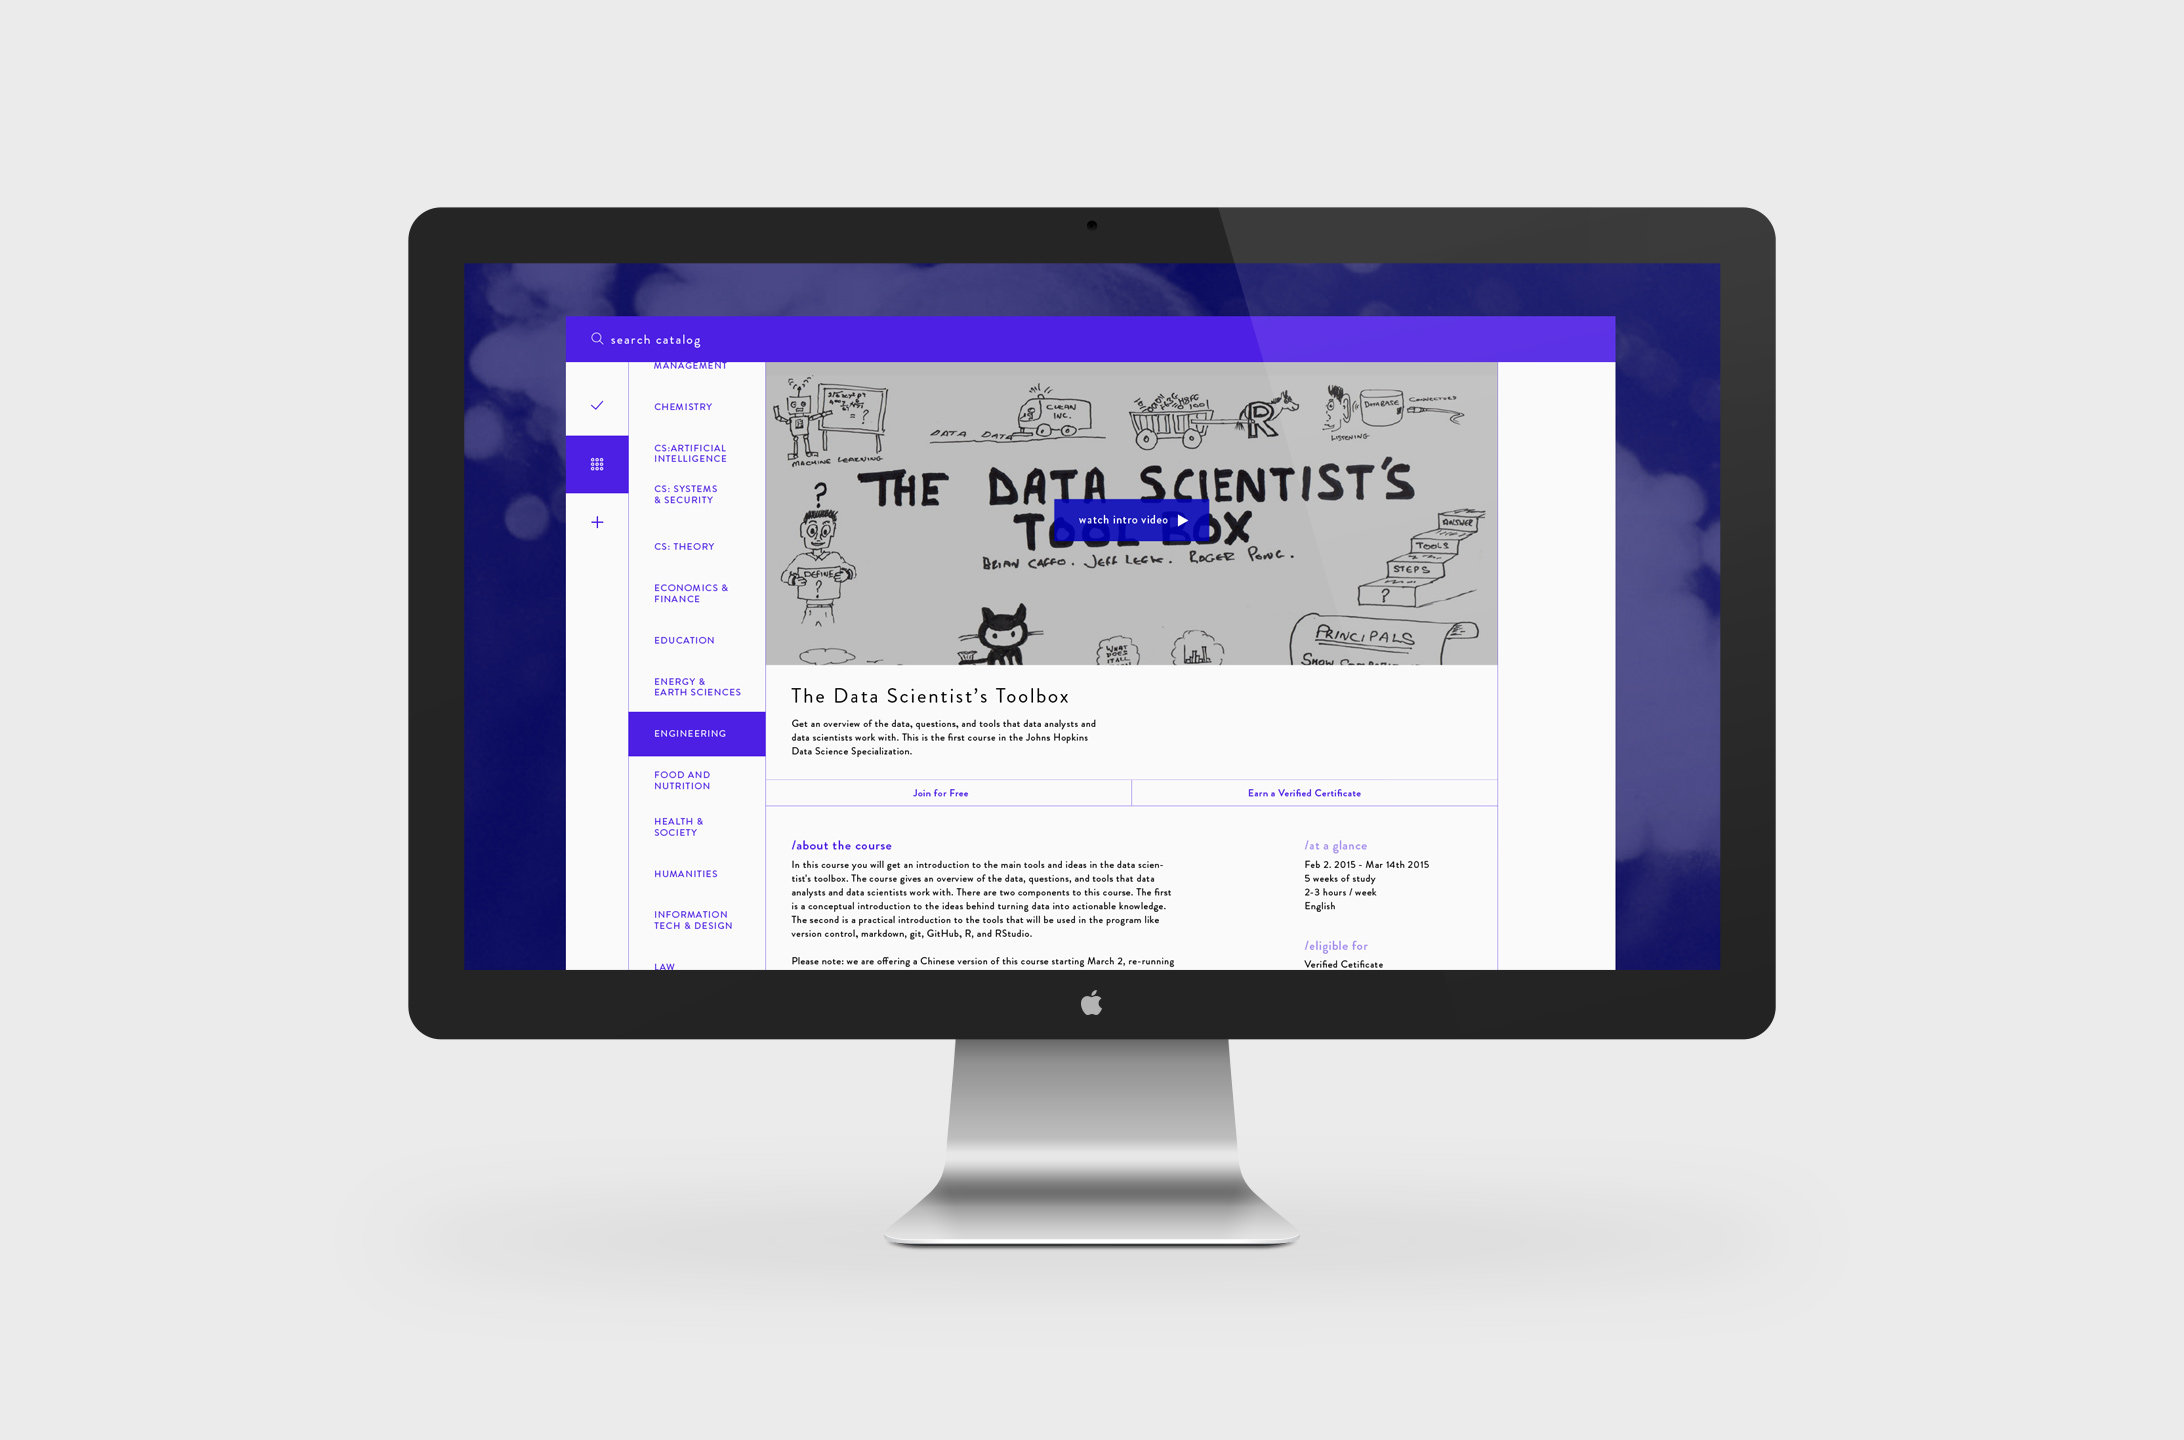 search catalog
MANAGEMENT
CHEMISTRY
CS:ARTIFICIAL
INTELLIGENCE
CS: SYSTEMS
& SECURITY
CS: THEORY
ECONOMICS &
FINANCE
EDUCATION
ENERGY &
EARTH SCIENCES
ENGINEERING
FOOD AND
NUTRITION
HEALTH &
SOCIETY
HUMANITIES
INFORMATION
TECH & DESIGN
LAW
MACHINE LEARNING
DATA DATA
CLEAN
INC.
R
LISTENING
DATABASE
CONNECTORS
THE DATA SCIENTIST'S
TOOL BOX
watch intro video
BRIAN CAFFO. JEFF LEEK. ROGER PENG.
?
DEFINE
?
ANSWER
TOOLS
STEPS
?
WHAT
DOES
IT ALL
PRINCIPALS
SHOW
The Data Scientist’s Toolbox
Get an overview of the data, questions, and tools that data analysts and
data scientists work with. This is the first course in the Johns Hopkins
Data Science Specialization.
Join for Free
Earn a Verified Certificate
/about the course
In this course you will get an introduction to the main tools and ideas in the data scien-
tist's toolbox. The course gives an overview of the data, questions, and tools that data
analysts and data scientists work with. There are two components to this course. The first
is a conceptual introduction to the ideas behind turning data into actionable knowledge.
The second is a practical introduction to the tools that will be used in the program like
version control, markdown, git, GitHub, R, and RStudio.
Please note: we are offering a Chinese version of this course starting March 2, re-running
/at a glance
Feb 2. 2015 - Mar 14th 2015
5 weeks of study
2-3 hours / week
English
/eligible for
Verified Cetificate